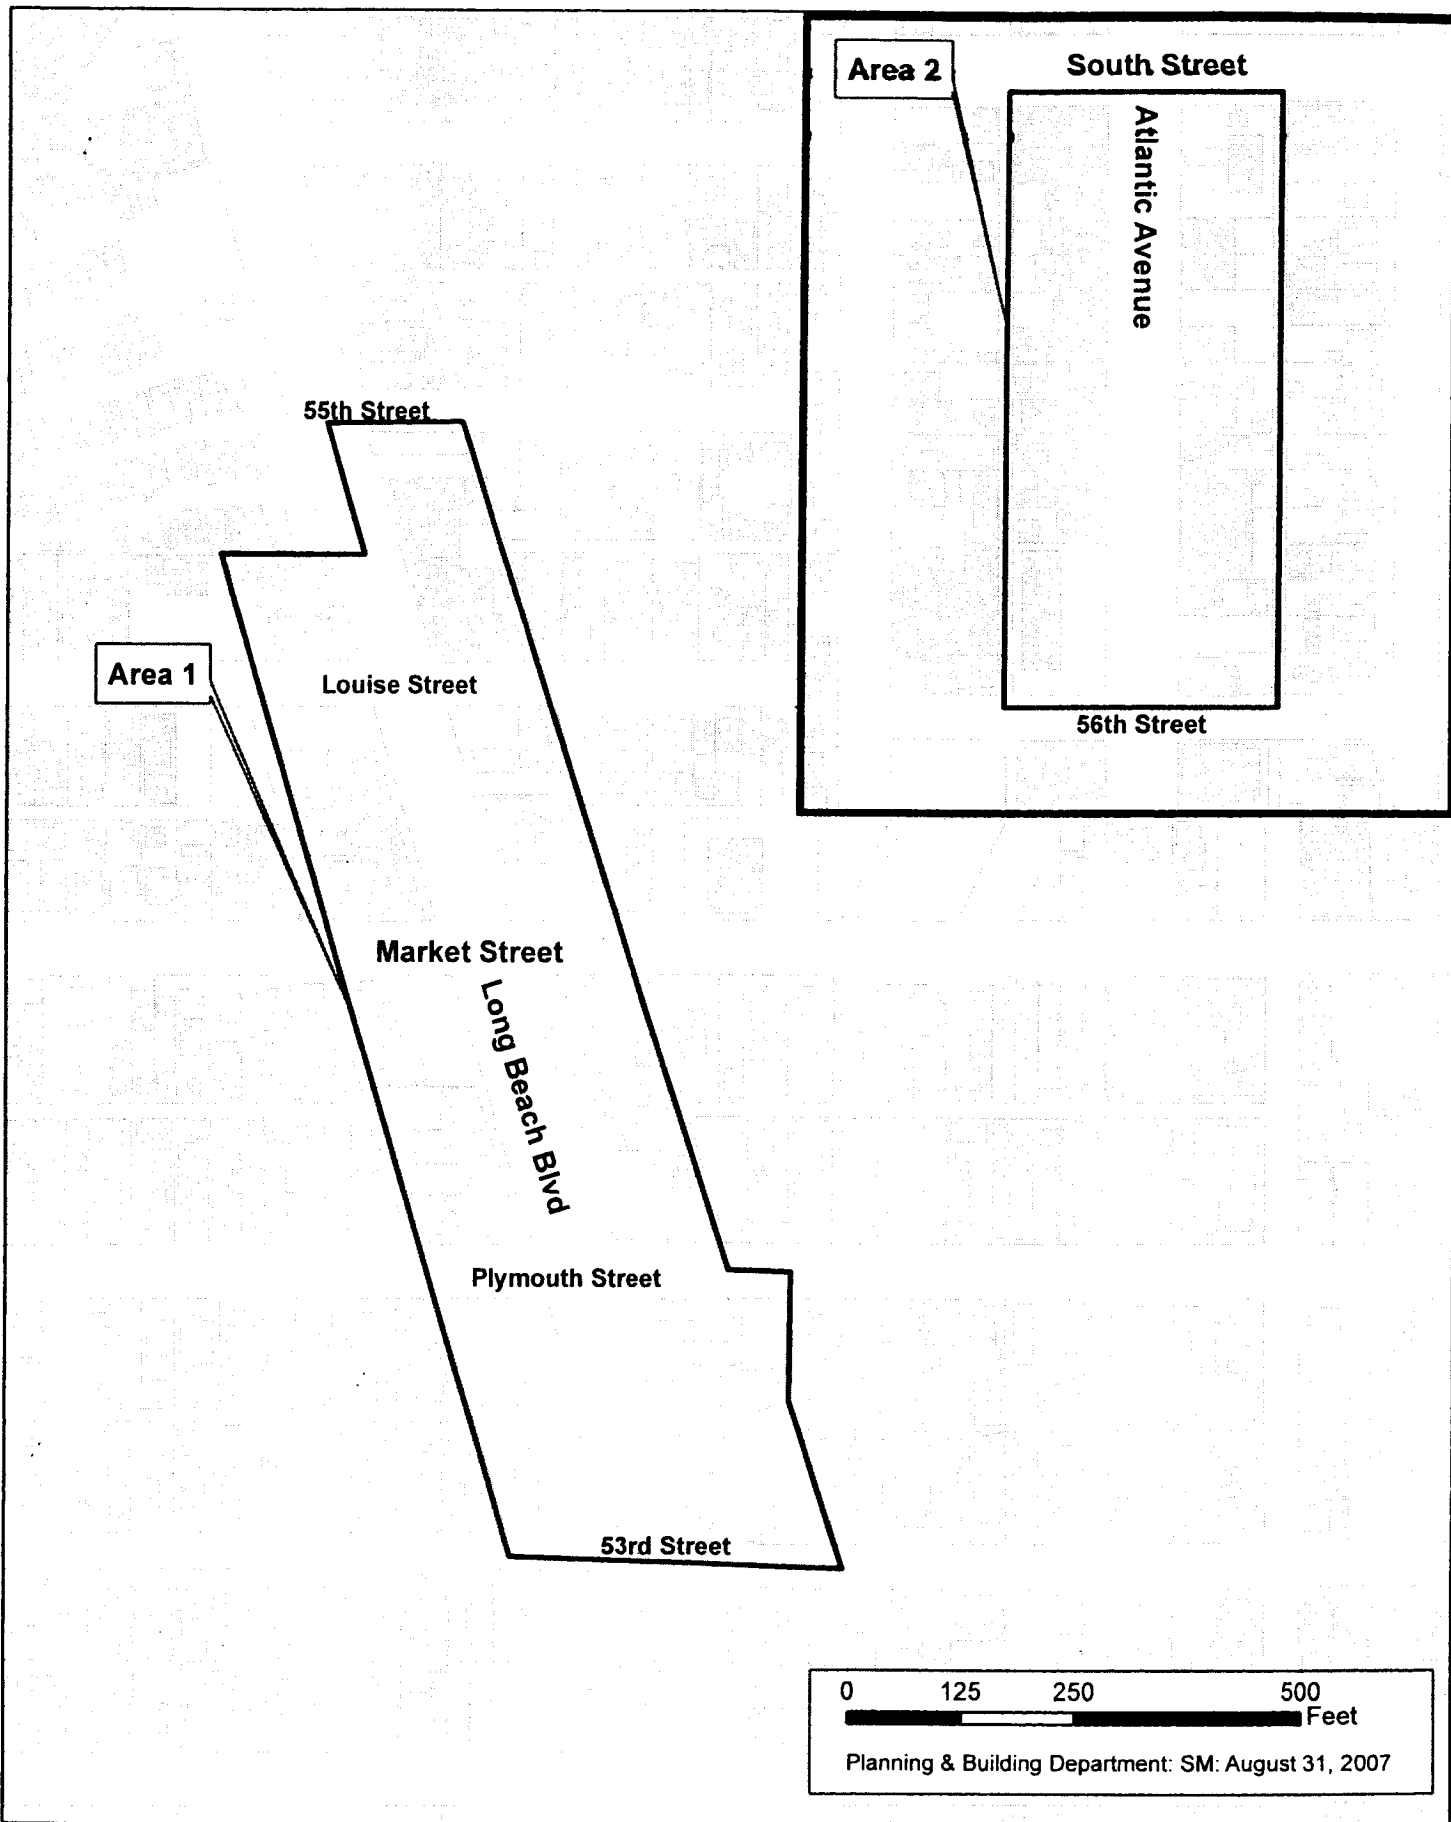 Area 2
South Street
Atlantic Avenue
56th Street
55th Street
Area 1
Louise Street
Market Street
Long Beach Blvd
Plymouth Street
53rd Street
0 125 250 500
Feet
Planning & Building Department: SM: August 31, 2007